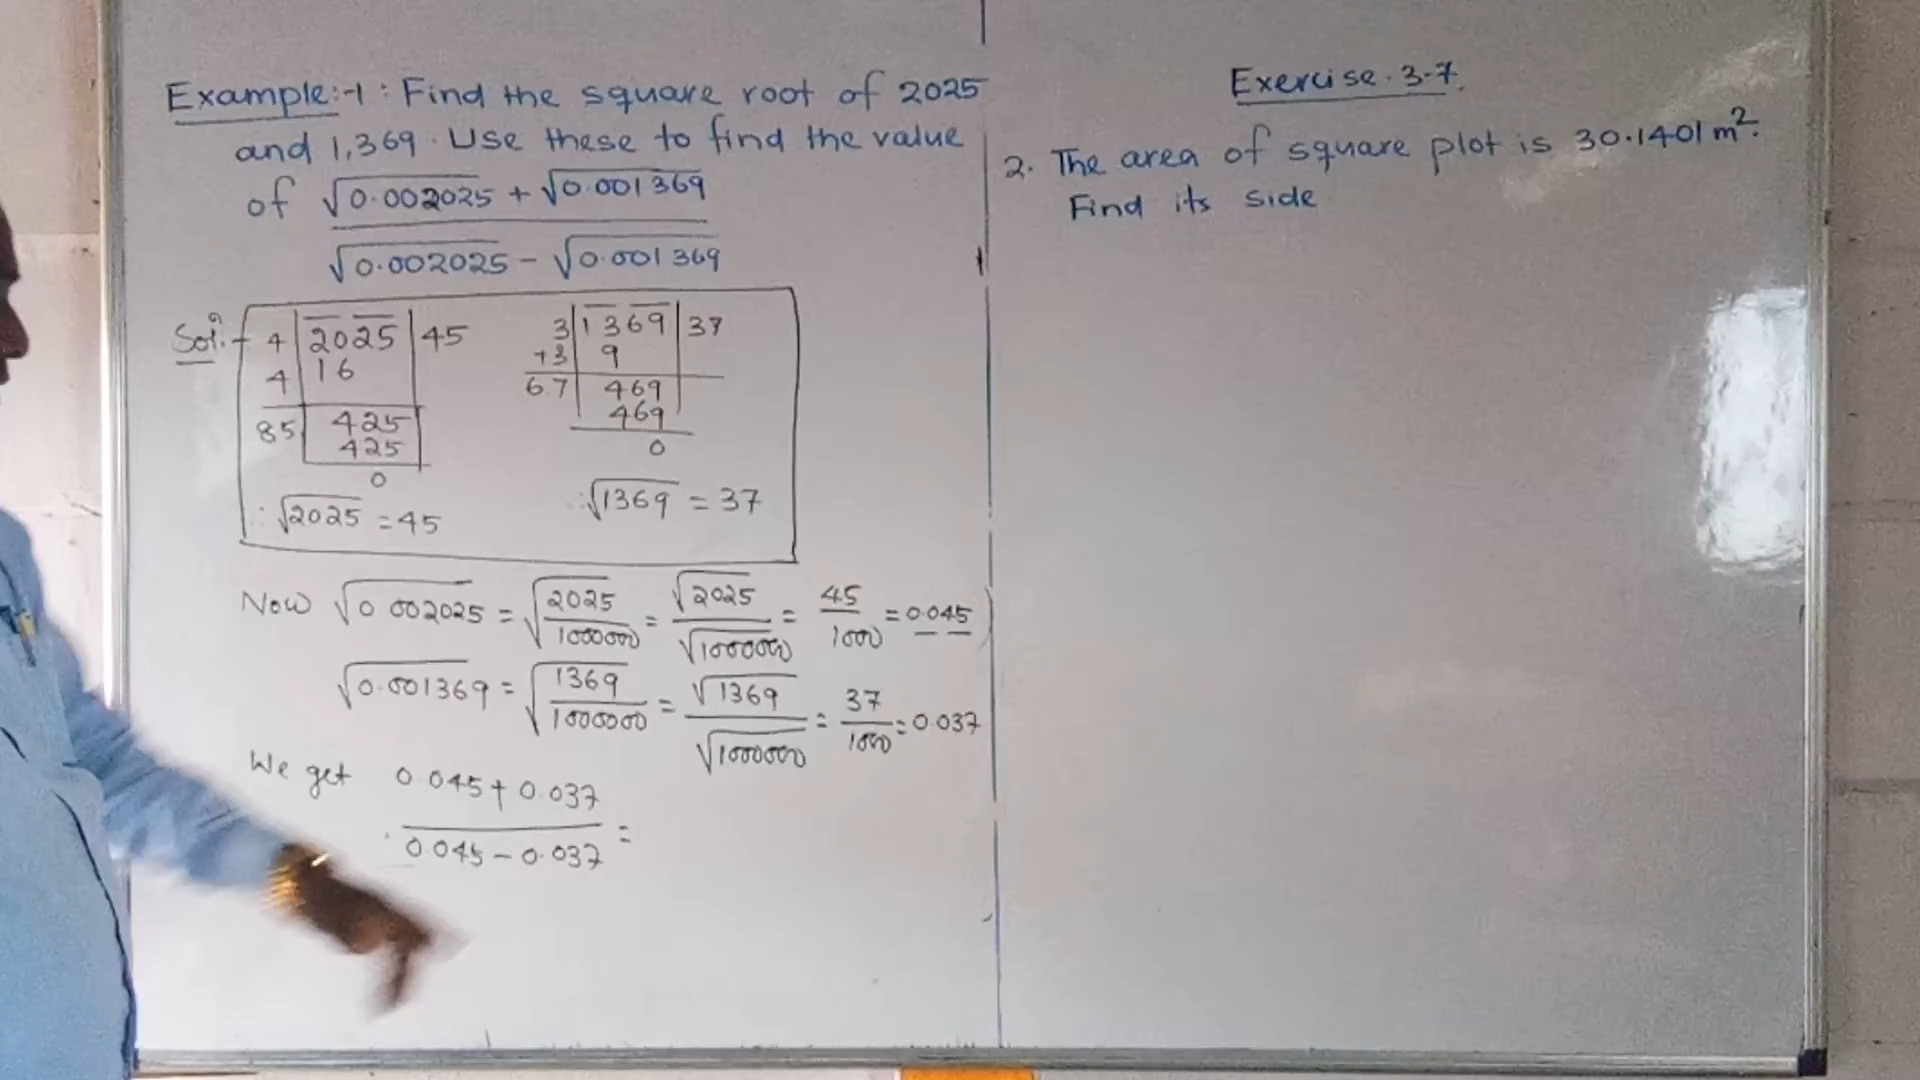 Example:-1: Find the square root of 2025
and 1,369. Use these to find the value
of √0.002025 + √0.001369
√0.002025 - √0.001369
Solⁿ:- 4 2025 45
4 16
85 425
425
0
∴√2025 = 45
3 1369 37
+3 9
67 469
469
0
∴√1369 = 37
Now √0.002025 = √2025/1000000 = √2025/√1000000 = 45/1000 = 0.045
√0.001369 = √1369/1000000 = √1369/√1000000 = 37/1000 = 0.037
We get 0.045 + 0.037
0.045 - 0.037 =
Exercise. 3.7.
2. The area of square plot is 30.1401 m².
Find its side